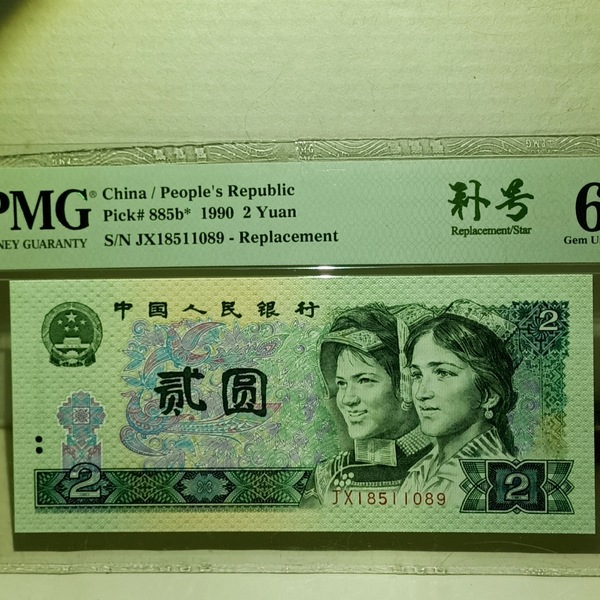 PMG®
NEY GUARANTY
China / People's Republic
Pick# 885b* 1990 2 Yuan
S/N JX18511089 - Replacement
补号
Replacement/Star
6
Gem U
中国人民银行
2
贰圆
2
JX18511089
2